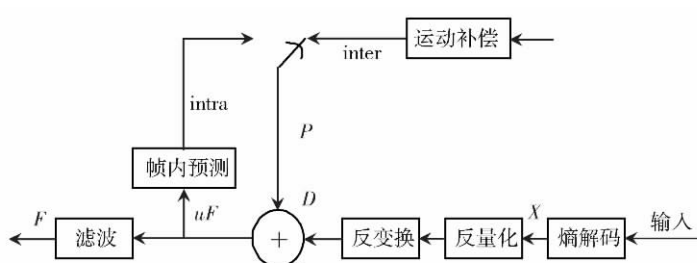 运动补偿
inter
intra
P
帧内预测
F
滤波
uF
+
D
反变换
反量化
X
熵解码
输入